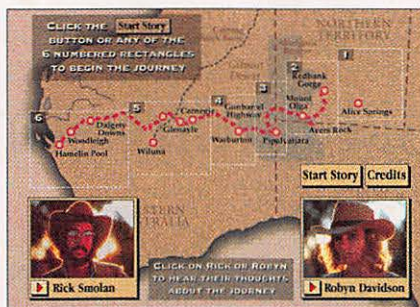 CLICK THE Start Story
BUTTON OR ANY OF THE
6 NUMBERED RECTANGLES
TO BEGIN THE JOURNEY
NORTHERN
TERRITORY
1
2
Redbank
Gorge
3
Mount
Olga
Alice Springs
4
Gunbarrel
Highway
5
Carnegie
6
Dalgety
Downs
Glenayle
Woodleigh
Warburton
Pipalyatjara
Ayers Rock
Hamelin Pool
Wiluna
Start Story
Credits
Rick Smolan
CLICK ON RICK OR ROBYN
TO HEAR THEIR THOUGHTS
ABOUT THE JOURNEY
Robyn Davidson